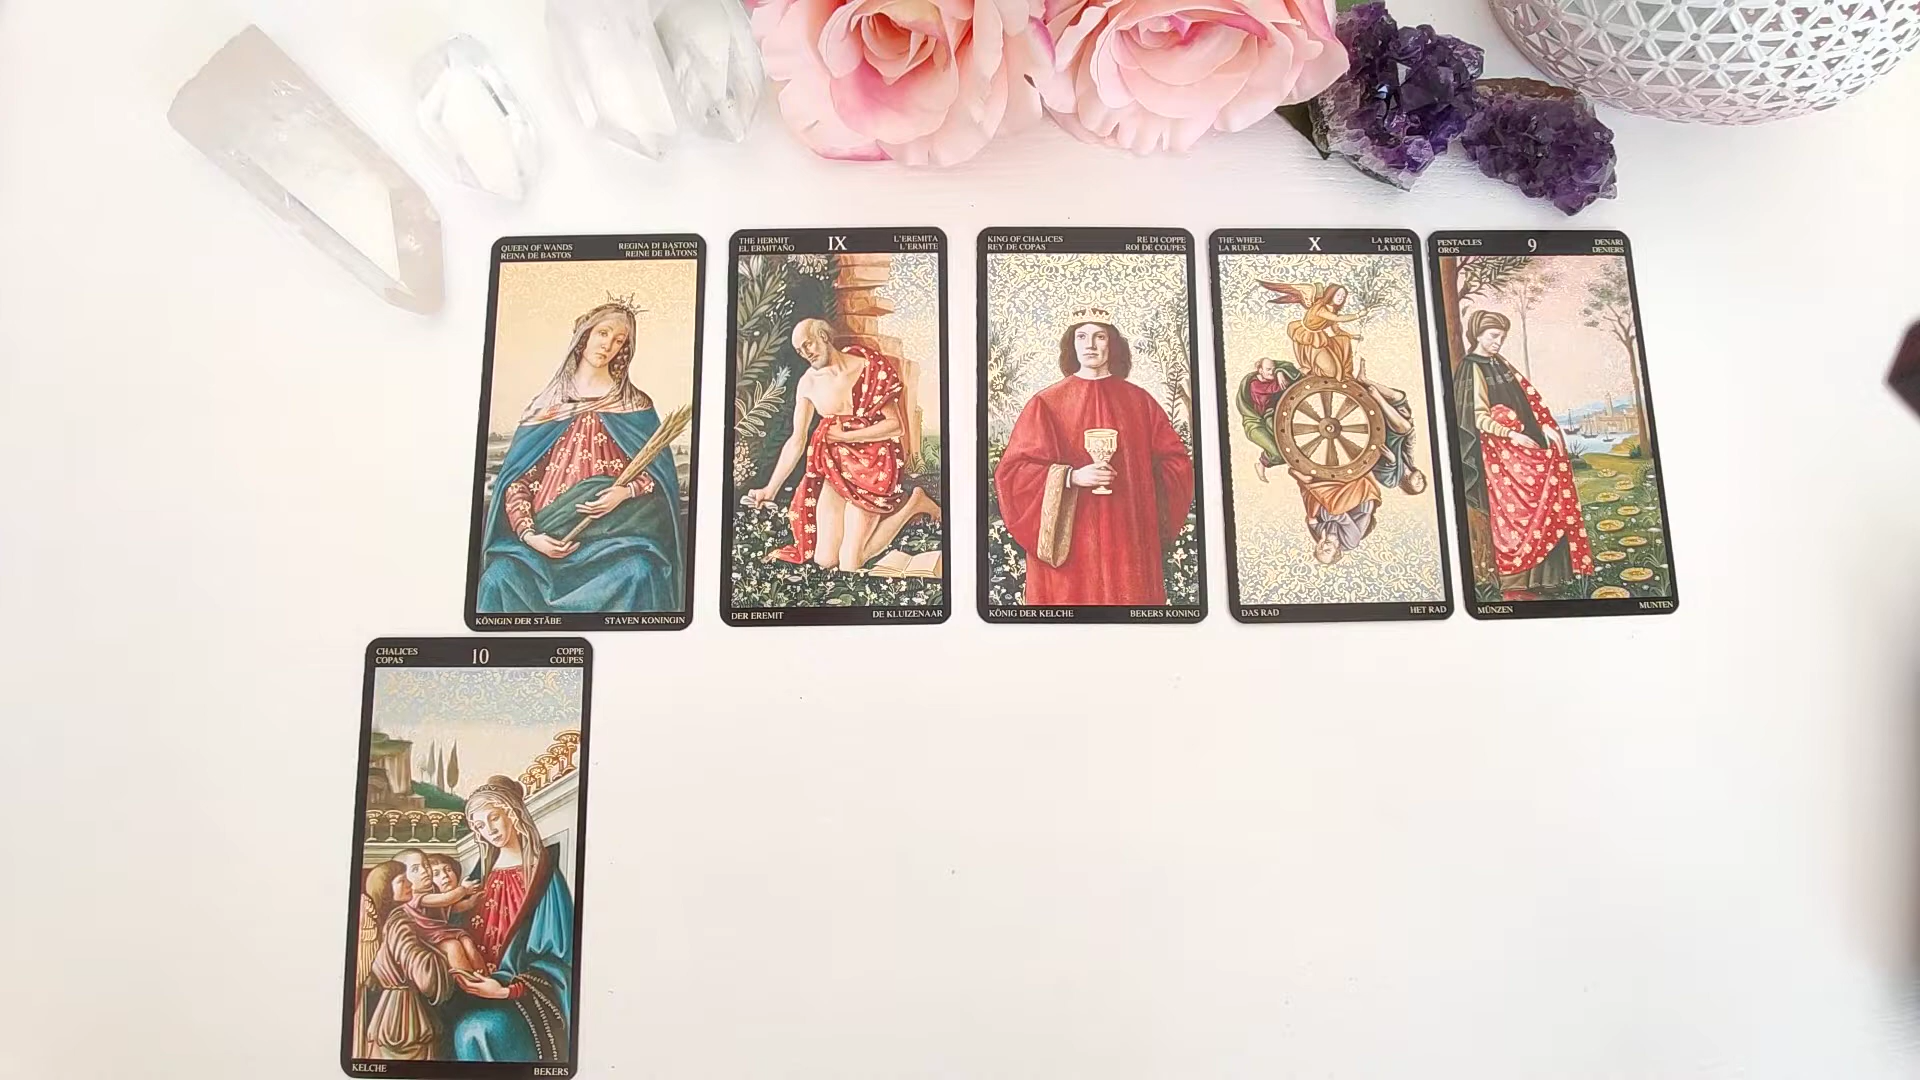 QUEEN OF WANDS
REINA DE BASTOS
REGINA DI BASTONI
REINE DE BÂTONS
KÖNIGIN DER STÄBE
STAVEN KONINGIN
THE HERMIT
EL ERMITAÑO
IX
L'EREMITA
L'ERMITE
DER EREMIT
DE KLUIZENAAR
KING OF CHALICES
REY DE COPAS
RE DI COPPE
ROI DE COUPES
KÖNIG DER KELCHE
BEKERS KONING
THE WHEEL
LA RUEDA
X
LA RUOTA
LA ROUE
DAS RAD
HET RAD
PENTACLES
OROS
9
DENARI
DENIERS
MÜNZEN
MUNTEN
CHALICES
COPAS
10
COPPE
COUPES
KELCHE
BEKERS